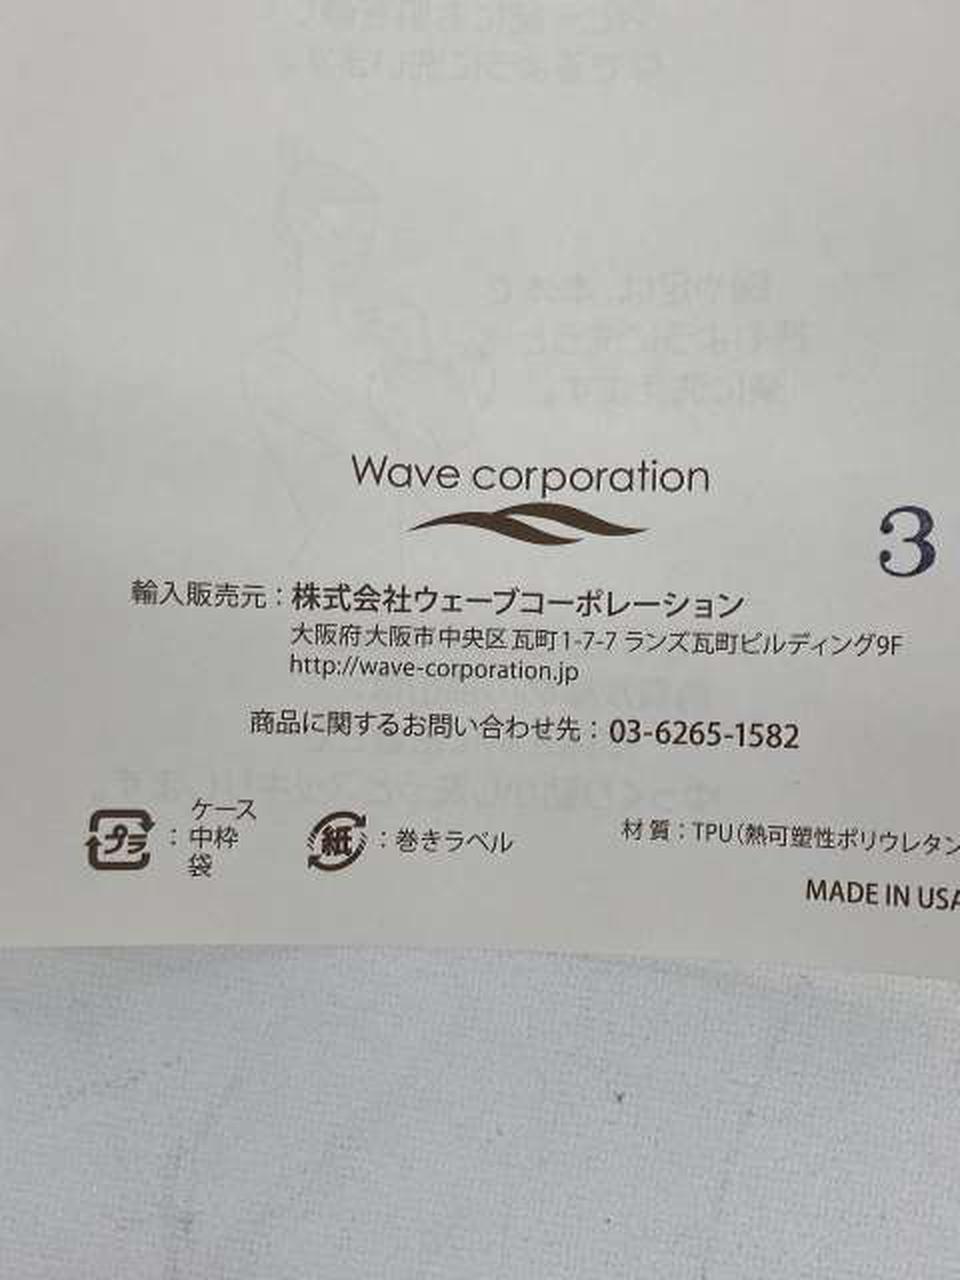 Wave corporation
3
輸入販売元：株式会社ウェーブコーポレーション
大阪府大阪市中央区瓦町1-7-7 ランズ瓦町ビルディング9F
http://wave-corporation.jp
商品に関するお問い合わせ先：03-6265-1582
プラ：ケース
中枠
袋
紙：巻きラベル
材質：TPU（熱可塑性ポリウレタン
MADE IN USA